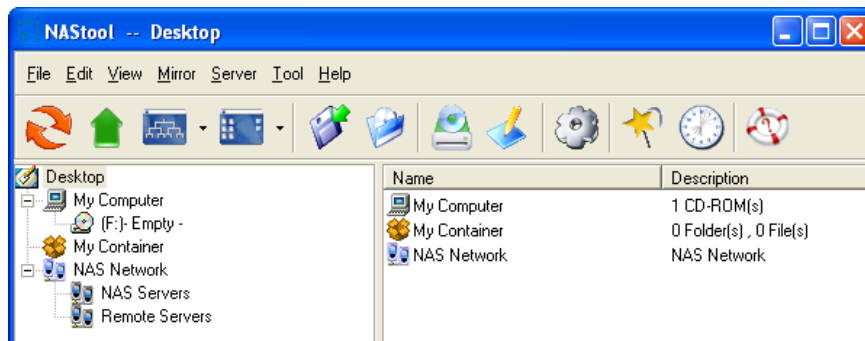 NAStool -- Desktop
File Edit View Mirror Server Tool Help
Desktop
My Computer
(F:)- Empty -
My Container
NAS Network
NAS Servers
Remote Servers
Name Description
My Computer 1 CD-ROM(s)
My Container 0 Folder(s) , 0 File(s)
NAS Network NAS Network